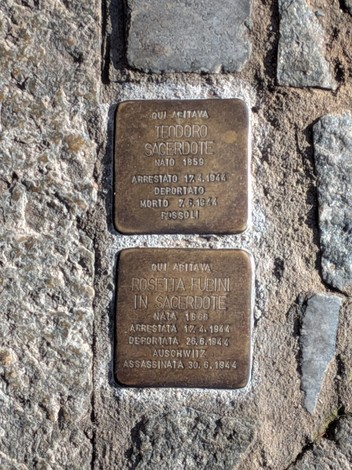 QUI ABITAVA
TEODORO
SACERDOTE
NATO 1859
ARRESTATO 17.4.1944
DEPORTATO
MORTO 7.6.1944
FOSSOLI
QUI ABITAVA
ROSETTA FUBINI
IN SACERDOTE
NATA 1866
ARRESTATA 17.4.1944
DEPORTATA 26.6.1944
AUSCHWITZ
ASSASSINATA 30.6.1944